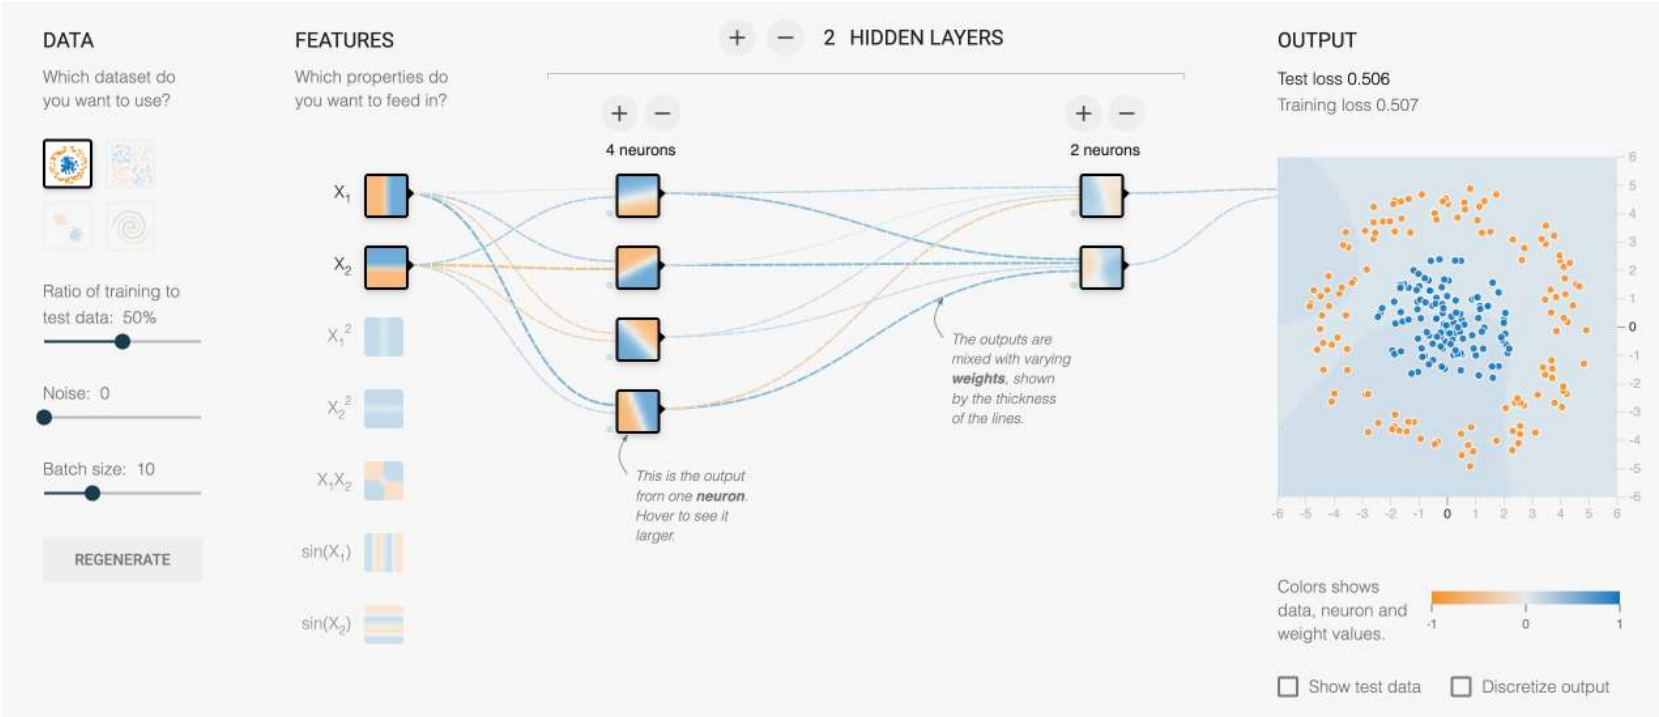 DATA
Which dataset do
you want to use?
Ratio of training to
test data: 50%
Noise: 0
Batch size: 10
REGENERATE
FEATURES
Which properties do
you want to feed in?
X₁
X₂
X₁²
X₂²
X₁X₂
sin(X₁)
sin(X₂)
+ − 2 HIDDEN LAYERS
+ −
4 neurons
+ −
2 neurons
This is the output
from one neuron.
Hover to see it
larger.
The outputs are
mixed with varying
weights, shown
by the thickness
of the lines.
OUTPUT
Test loss 0.506
Training loss 0.507
6
5
4
3
2
1
0
-1
-2
-3
-4
-5
-6
-6 -5 -4 -3 -2 -1 0 1 2 3 4 5 6
Colors shows
data, neuron and
weight values.
-1 0 1
Show test data Discretize output